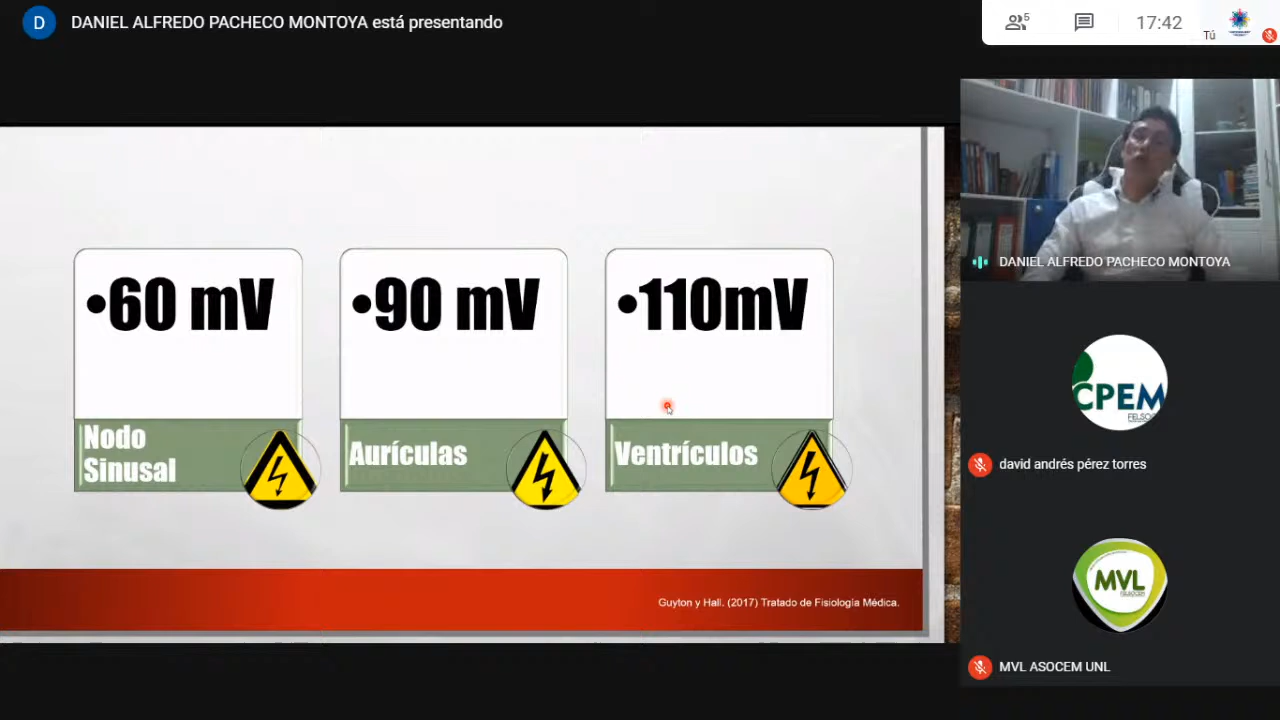 D
DANIEL ALFREDO PACHECO MONTOYA está presentando
5
17:42
Tú
•60 mV
Nodo
Sinusal
•90 mV
Aurículas
•110mV
Ventrículos
Guyton y Hall. (2017) Tratado de Fisiología Médica.
DANIEL ALFREDO PACHECO MONTOYA
CPEM
FELSOCEM
david andrés pérez torres
MVL
FELSOCEM
MVL ASOCEM UNL